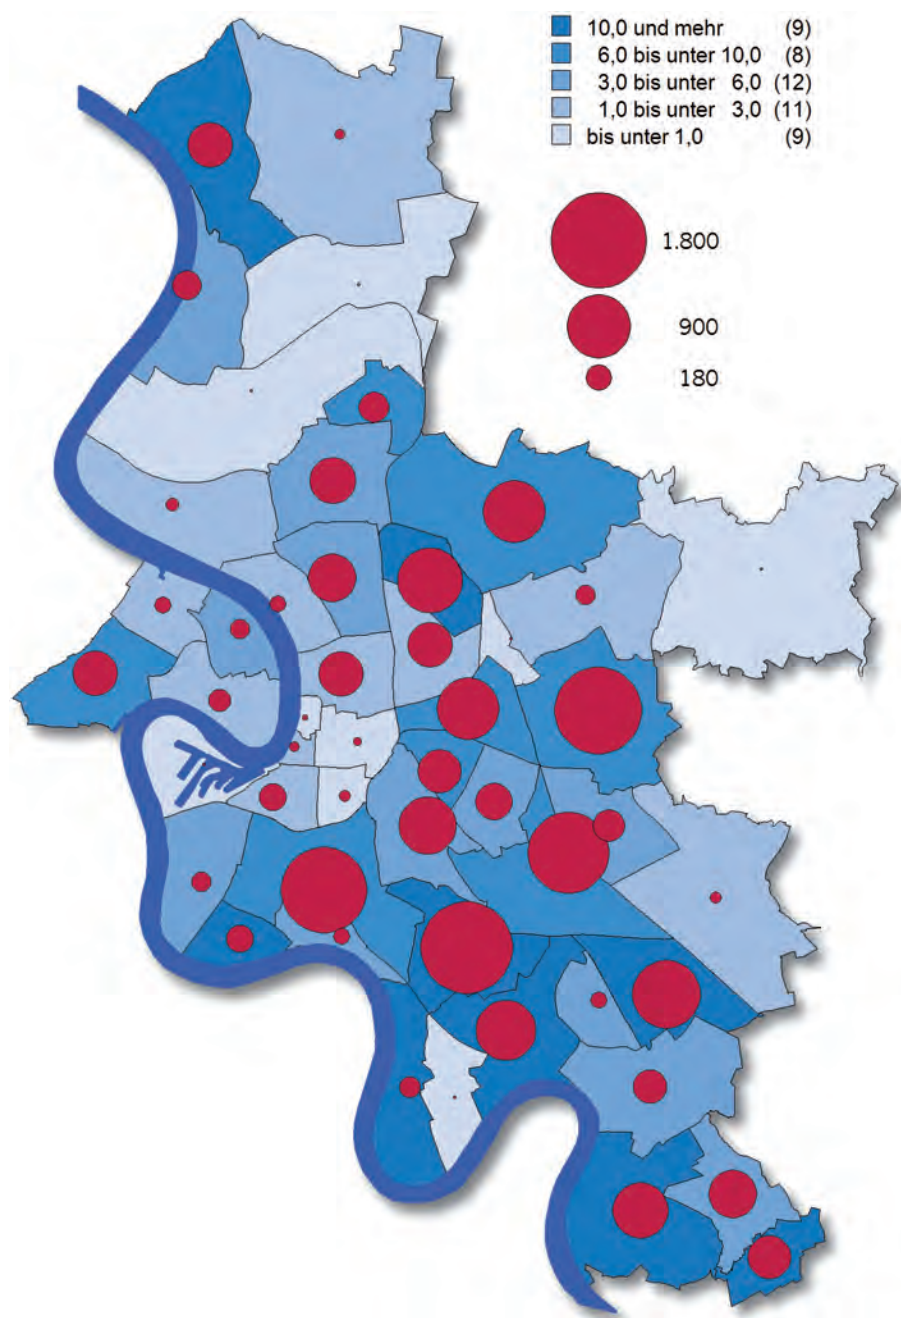 10,0 und mehr (9)
6,0 bis unter 10,0 (8)
3,0 bis unter 6,0 (12)
1,0 bis unter 3,0 (11)
bis unter 1,0 (9)
1.800
900
180